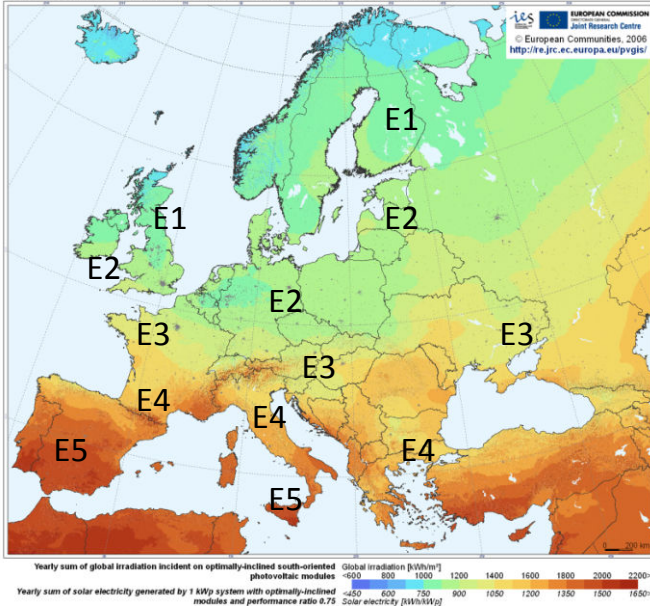 ies
EUROPEAN COMMISSION
DIRECTORATE-GENERAL
Joint Research Centre
© European Communities, 2006
http://re.jrc.ec.europa.eu/pvgis/
E1
E1
E2
E2
E2
E3
E3
E3
E4
E4
E4
E5
E5
0 200 km
Yearly sum of global irradiation incident on optimally-inclined south-oriented
photovoltaic modules
Global irradiation [kWh/m²]
<600 800 1000 1200 1400 1600 1800 2000 2200>
<450 600 750 900 1050 1200 1350 1500 1650>
Yearly sum of solar electricity generated by 1 kWp system with optimally-inclined
modules and performance ratio 0.75
Solar electricity [kWh/kWp]